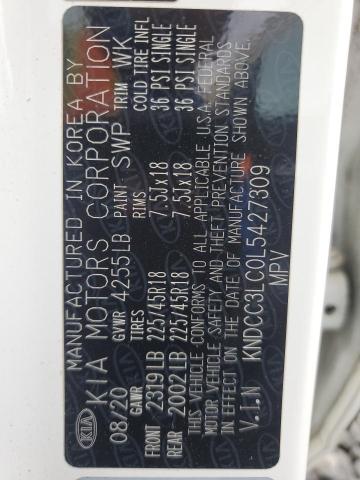 MANUFACTURED IN KOREA BY
KIA KIA MOTORS CORPORATION
08/20 GVWR 4255LB PAINT SWP TRIM WK
GAWR TIRES RIMS COLD TIRE INFL
FRONT 2319LB 225/45R18 7.50Jx18 36 PSI SINGLE
REAR 2002LB 225/45R18 7.50Jx18 36 PSI SINGLE
THIS VEHICLE CONFORMS TO ALL APPLICABLE U.S.A. FEDERAL
MOTOR VEHICLE SAFETY AND THEFT PREVENTION STANDARDS
IN EFFECT ON THE DATE OF MANUFACTURE SHOWN ABOVE.
V.I.N KNDCC3LC0L5427309
MPV